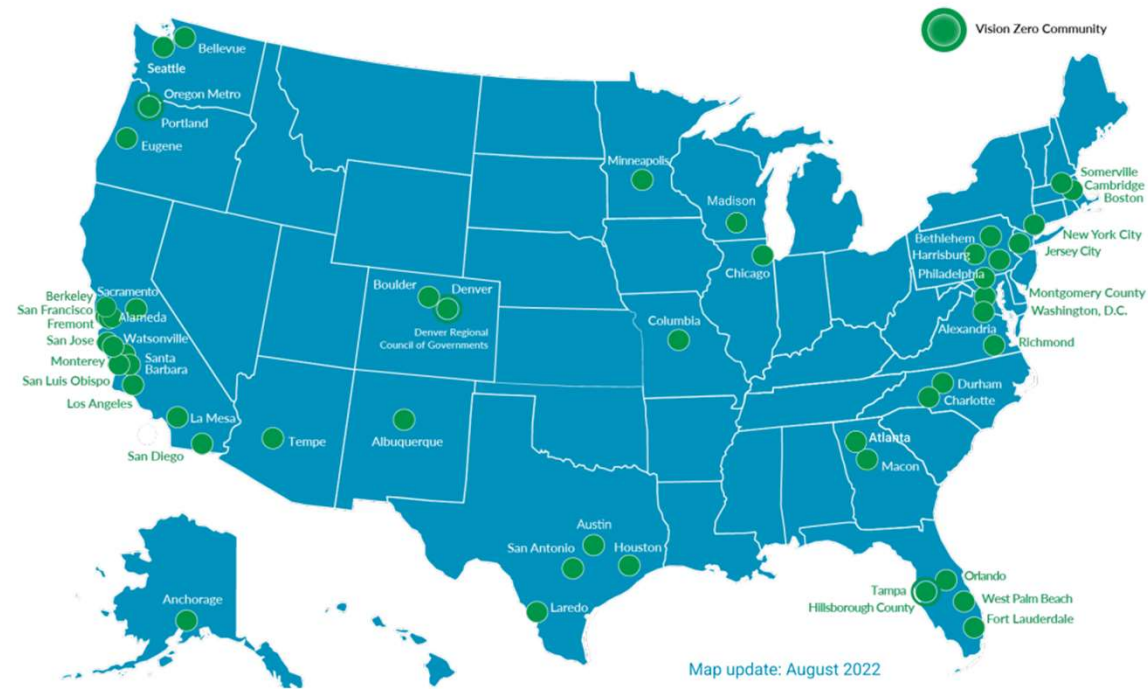 Vision Zero Community
Bellevue
Seattle
Oregon Metro
Portland
Eugene
Minneapolis
Madison
Chicago
Somerville
Cambridge
Boston
New York City
Jersey City
Bethlehem
Harrisburg
Philadelphia
Montgomery County
Washington, D.C.
Alexandria
Richmond
Berkeley
Sacramento
San Francisco
Alameda
Fremont
San Jose
Watsonville
Monterey
Santa
Barbara
San Luis Obispo
Los Angeles
La Mesa
San Diego
Boulder
Denver
Denver Regional
Council of Governments
Columbia
Durham
Charlotte
Tempe
Albuquerque
Atlanta
Macon
Austin
San Antonio
Houston
Laredo
Orlando
Tampa
Hillsborough County
West Palm Beach
Fort Lauderdale
Anchorage
Map update: August 2022